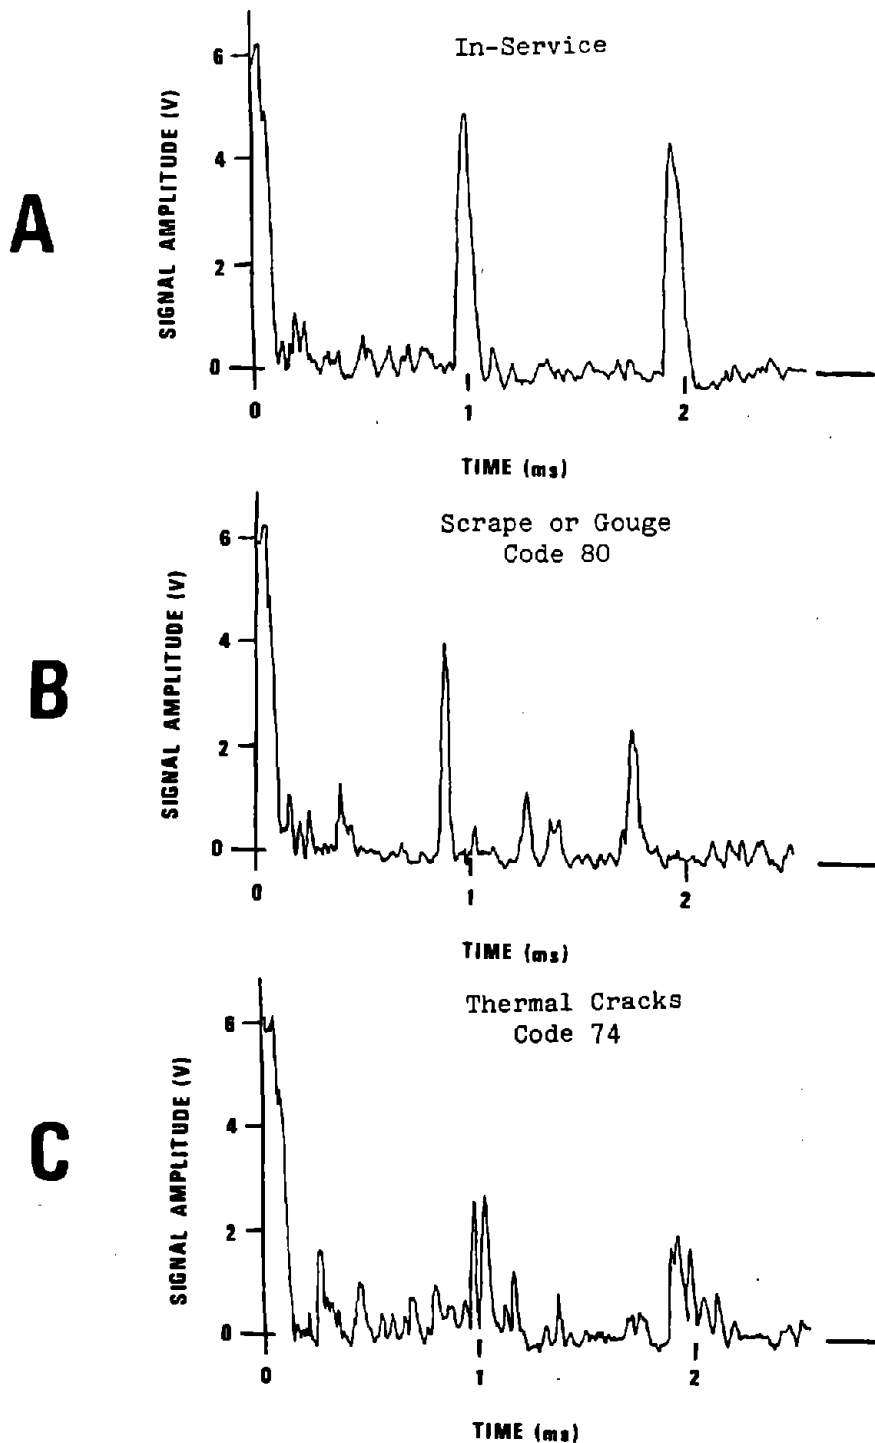 In-Service
A
SIGNAL AMPLITUDE (V)
6
4
2
0
0 1 2
TIME (ms)
Scrape or Gouge
Code 80
B
SIGNAL AMPLITUDE (V)
6
4
2
0
0 1 2
TIME (ms)
Thermal Cracks
Code 74
C
SIGNAL AMPLITUDE (V)
6
4
2
0
0 1 2
TIME (ms)